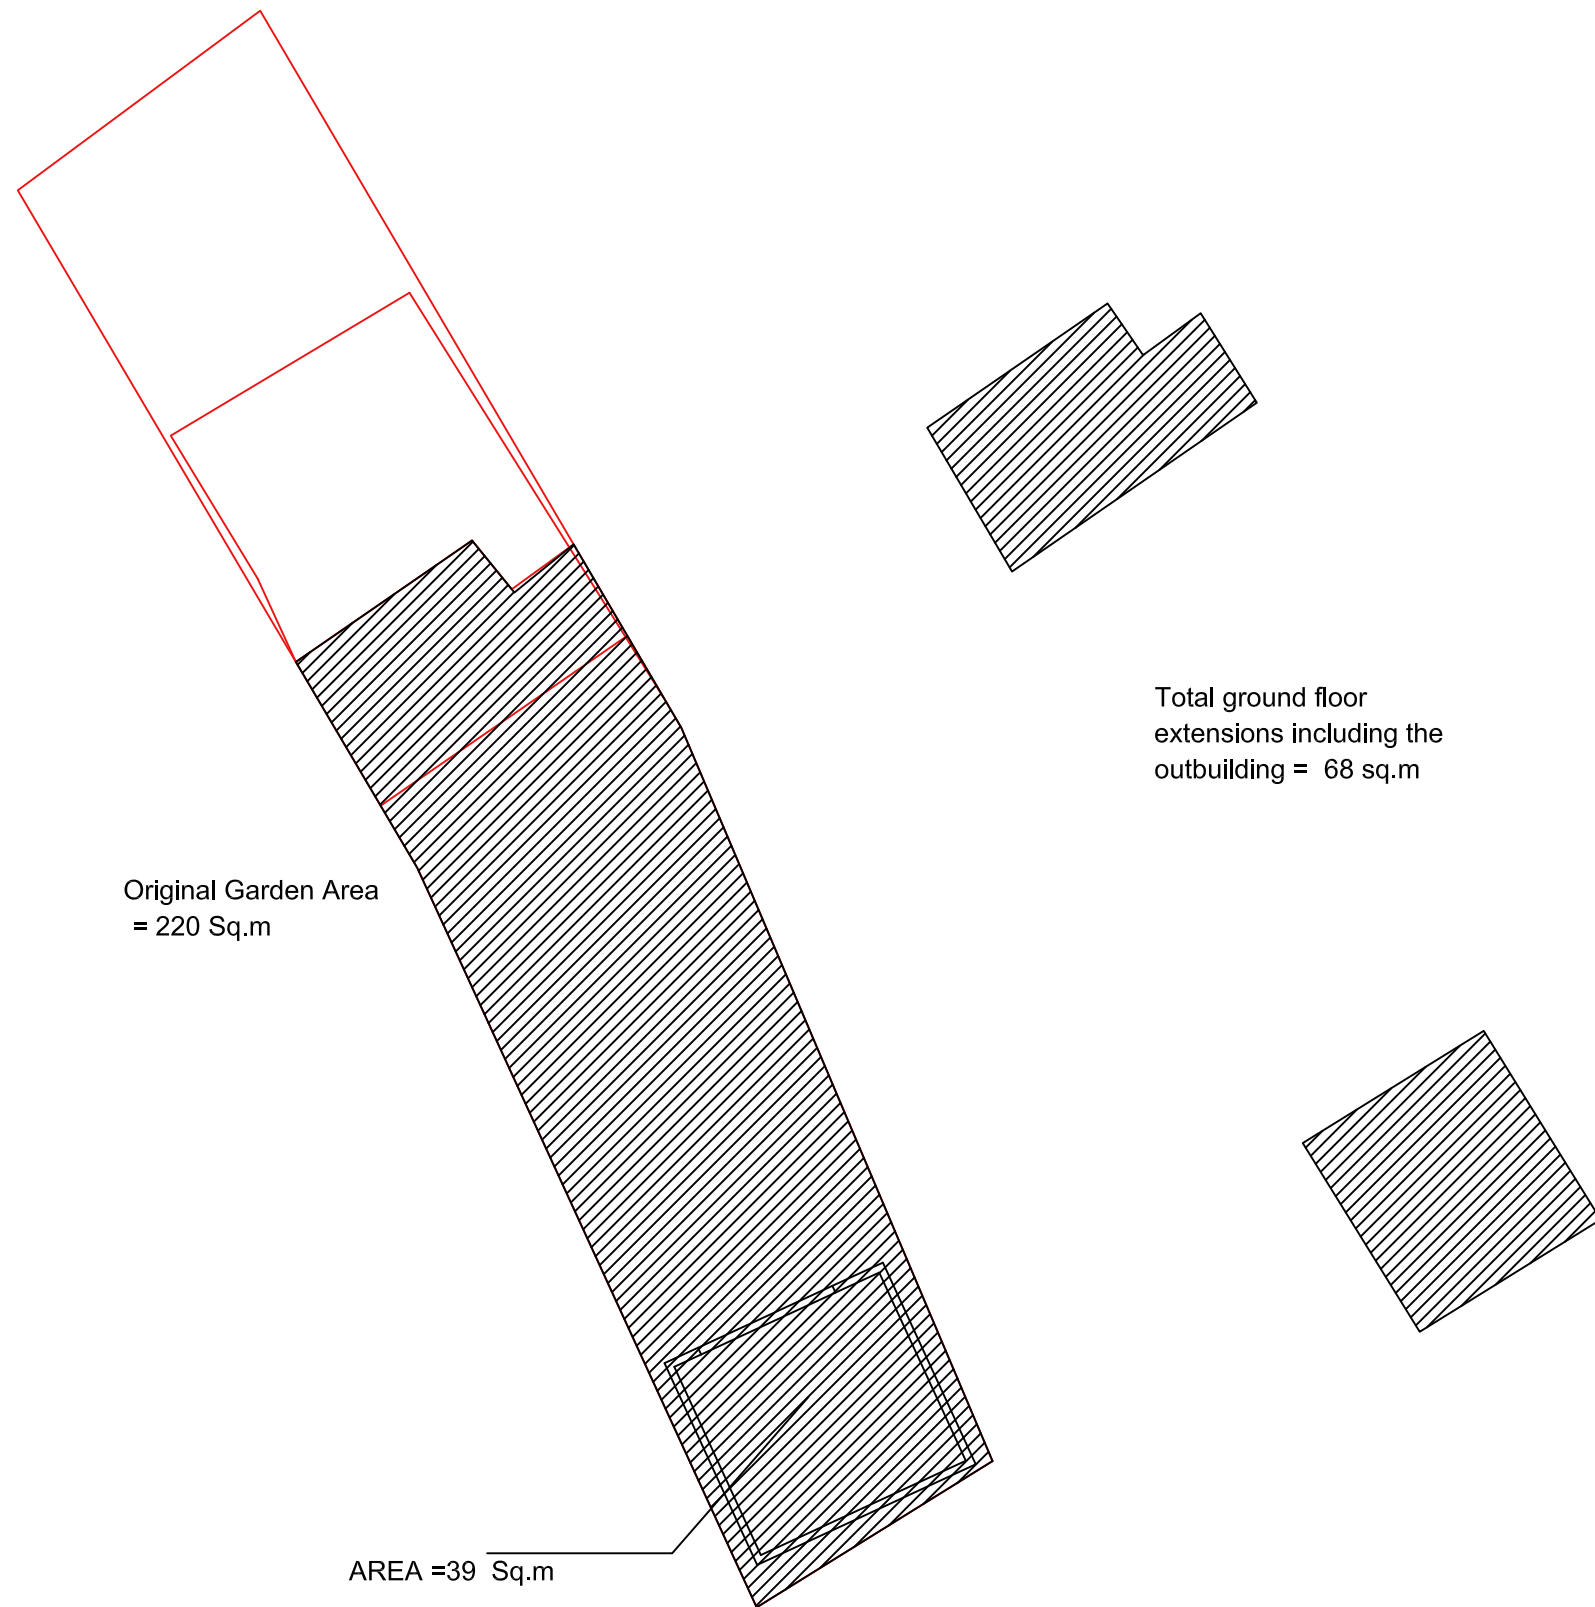 Total ground floor
extensions including the
outbuilding = 68 sq.m
Original Garden Area
= 220 Sq.m
AREA =39 Sq.m